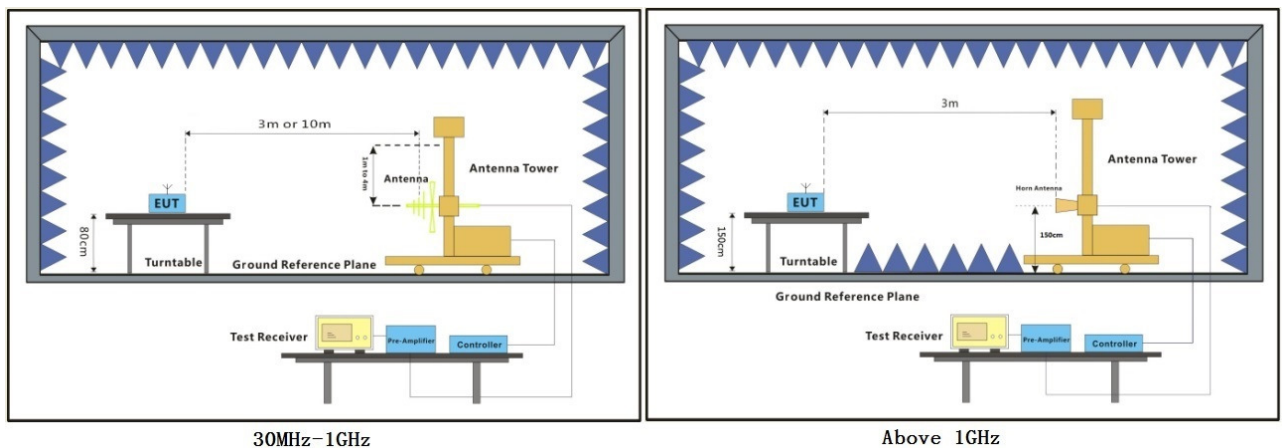 3m or 10m
1m to 4m
Antenna
Antenna Tower
EUT
80cm
Turntable
Ground Reference Plane
Test Receiver
Pre-Amplifier
Controller
30MHz-1GHz
3m
Antenna Tower
Horn Antenna
EUT
150cm
150cm
Turntable
Ground Reference Plane
Test Receiver
Pre-Amplifier
Controller
Above 1GHz